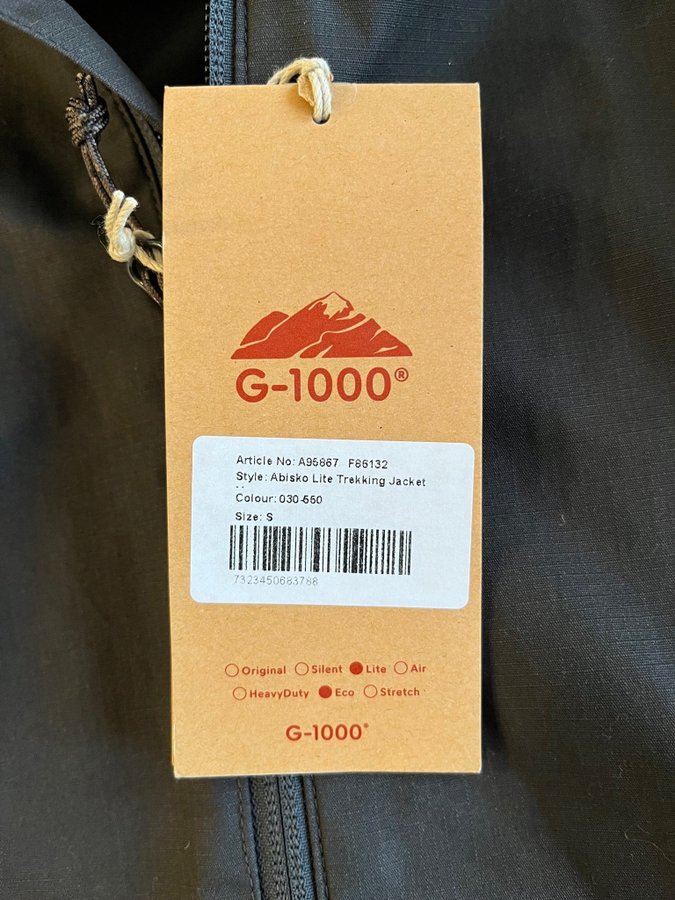 G-1000®
Article No: A95867 F86132
Style: Abisko Lite Trekking Jacket
Colour: 030-550
Size: S
7323450683788
Original Silent Lite Air
HeavyDuty Eco Stretch
G-1000®